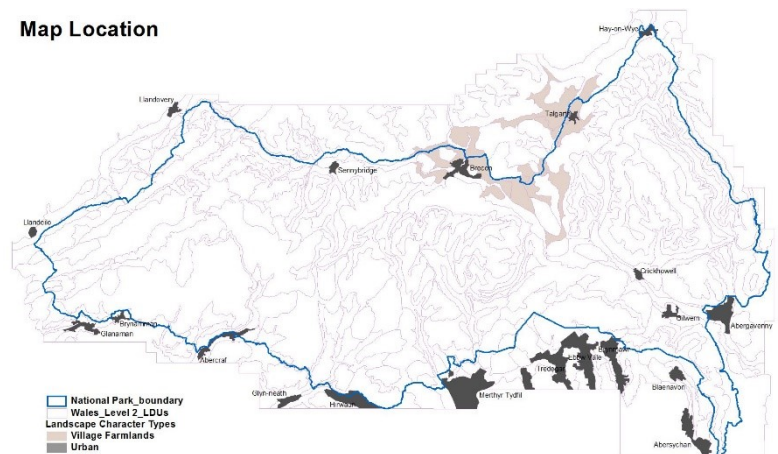 Map Location
Hay-on-Wye
Llandovery
Talgarth
Sennybridge
Brecon
Llandeilo
Crickhowell
Gilwern
Abergavenny
Brynamman
Glanaman
Abercraf
Brynmawr
Ebbw Vale
Tredegar
Blaenavon
Glyn-neath
Hirwaun
Merthyr Tydfil
Abersychan
National Park_boundary
Wales_Level 2_LDUs
Landscape Character Types
Village Farmlands
Urban